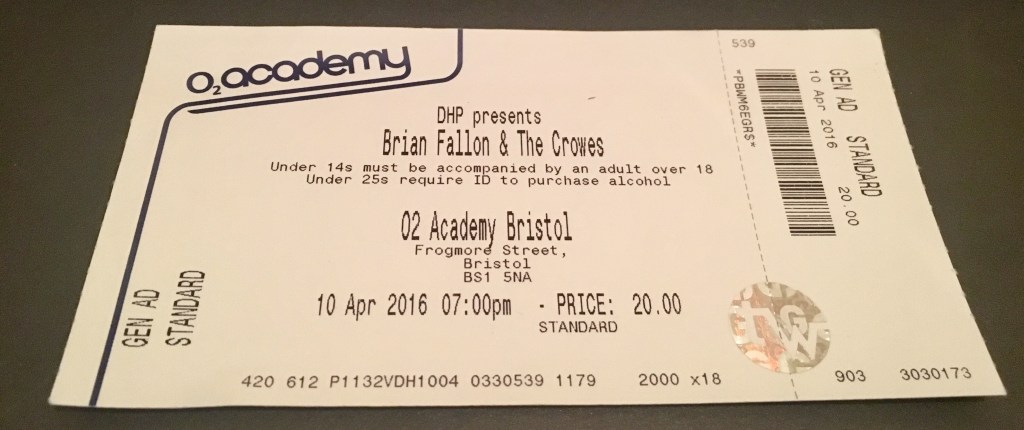 O2 academy
DHP presents
Brian Fallon & The Crowes
Under 14s must be accompanied by an adult over 18
Under 25s require ID to purchase alcohol
O2 Academy Bristol
Frogmore Street,
Bristol
BS1 5NA
10 Apr 2016 07:00pm - PRICE: 20.00
STANDARD
GEN AD
STANDARD
420 612 P1132VDH1004 0330539 1179 2000 x18
539
*PBWM6EGRS*
10 Apr 2016 20.00
GEN AD STANDARD
903 3030173